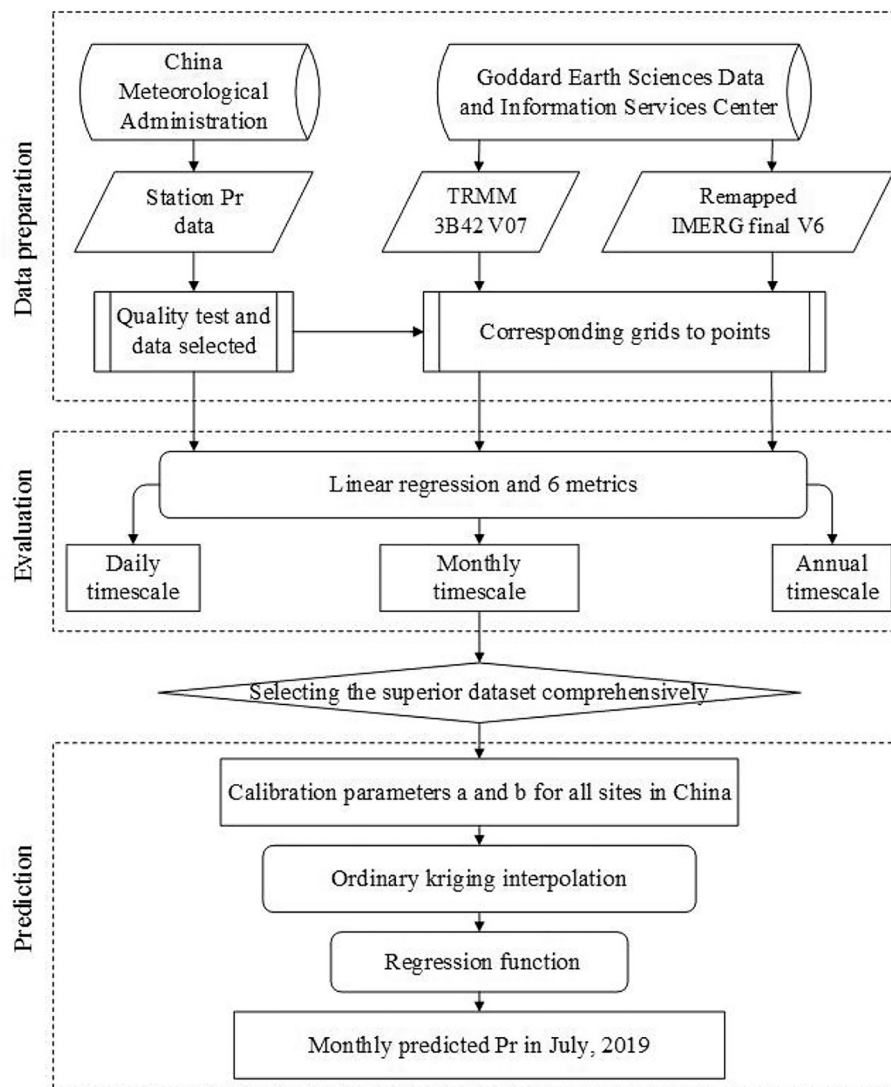 Data preparation
China
Meteorological
Administration
Goddard Earth Sciences Data
and Information Services Center
Station Pr
data
TRMM
3B42 V07
Remapped
IMERG final V6
Quality test and
data selected
Corresponding grids to points
Evaluation
Linear regression and 6 metrics
Daily
timescale
Monthly
timescale
Annual
timescale
Selecting the superior dataset comprehensively
Prediction
Calibration parameters a and b for all sites in China
Ordinary kriging interpolation
Regression function
Monthly predicted Pr in July, 2019